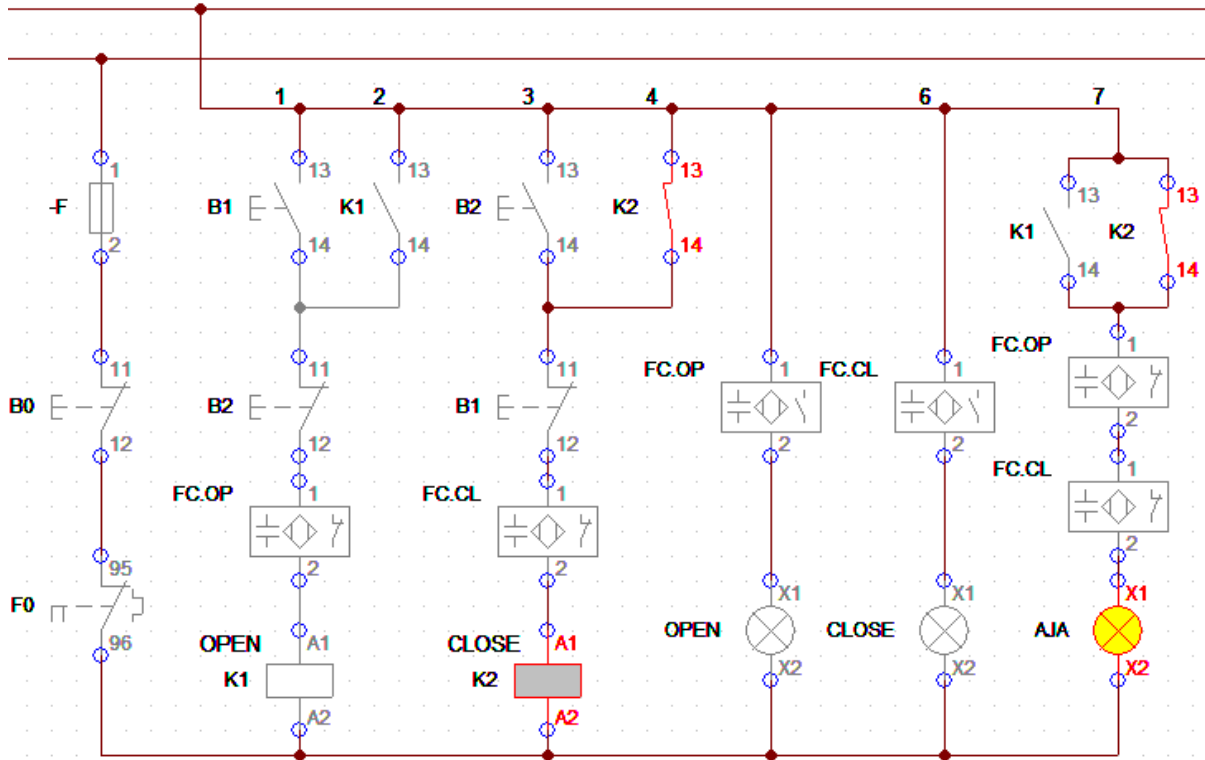 1 2 3 4 6 7
1 13 13 13 13
-F B1 K1 B2 K2 13 13
2 14 14 14 14 K1 K2
14 14
11 11 11 1 1 FC.OP 1
FC.OP FC.CL
B0 B2 B1
12 12 12 2 2 2
FC.OP 1 FC.CL 1 FC.CL 1
2 2 2
95 X1 X1 X1
F0
96 OPEN A1 CLOSE A1 OPEN CLOSE AJA
K1 K2 X2 X2 X2
A2 A2